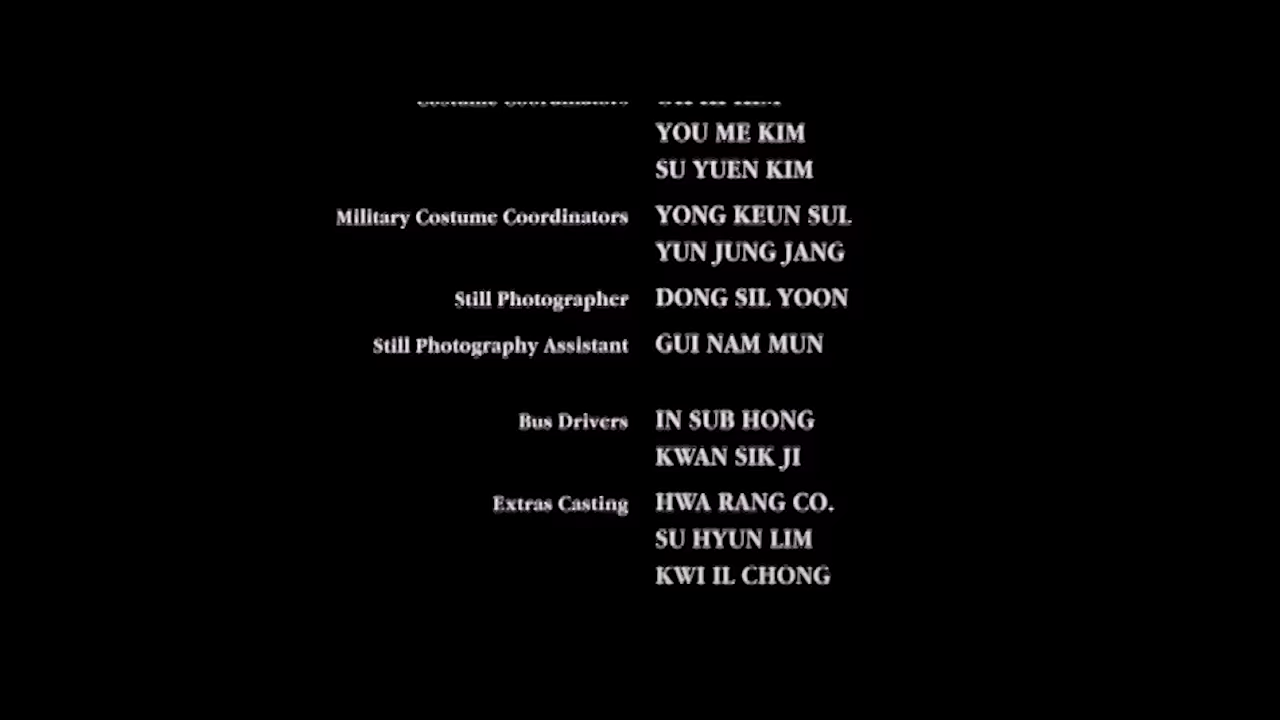 Costume Coordinators
YOU ME KIM
SU YUEN KIM
Military Costume Coordinators YONG KEUN SUL
YUN JUNG JANG
Still Photographer DONG SIL YOON
Still Photography Assistant GUI NAM MUN
Bus Drivers IN SUB HONG
KWAN SIK JI
Extras Casting HWA RANG CO.
SU HYUN LIM
KWI IL CHONG